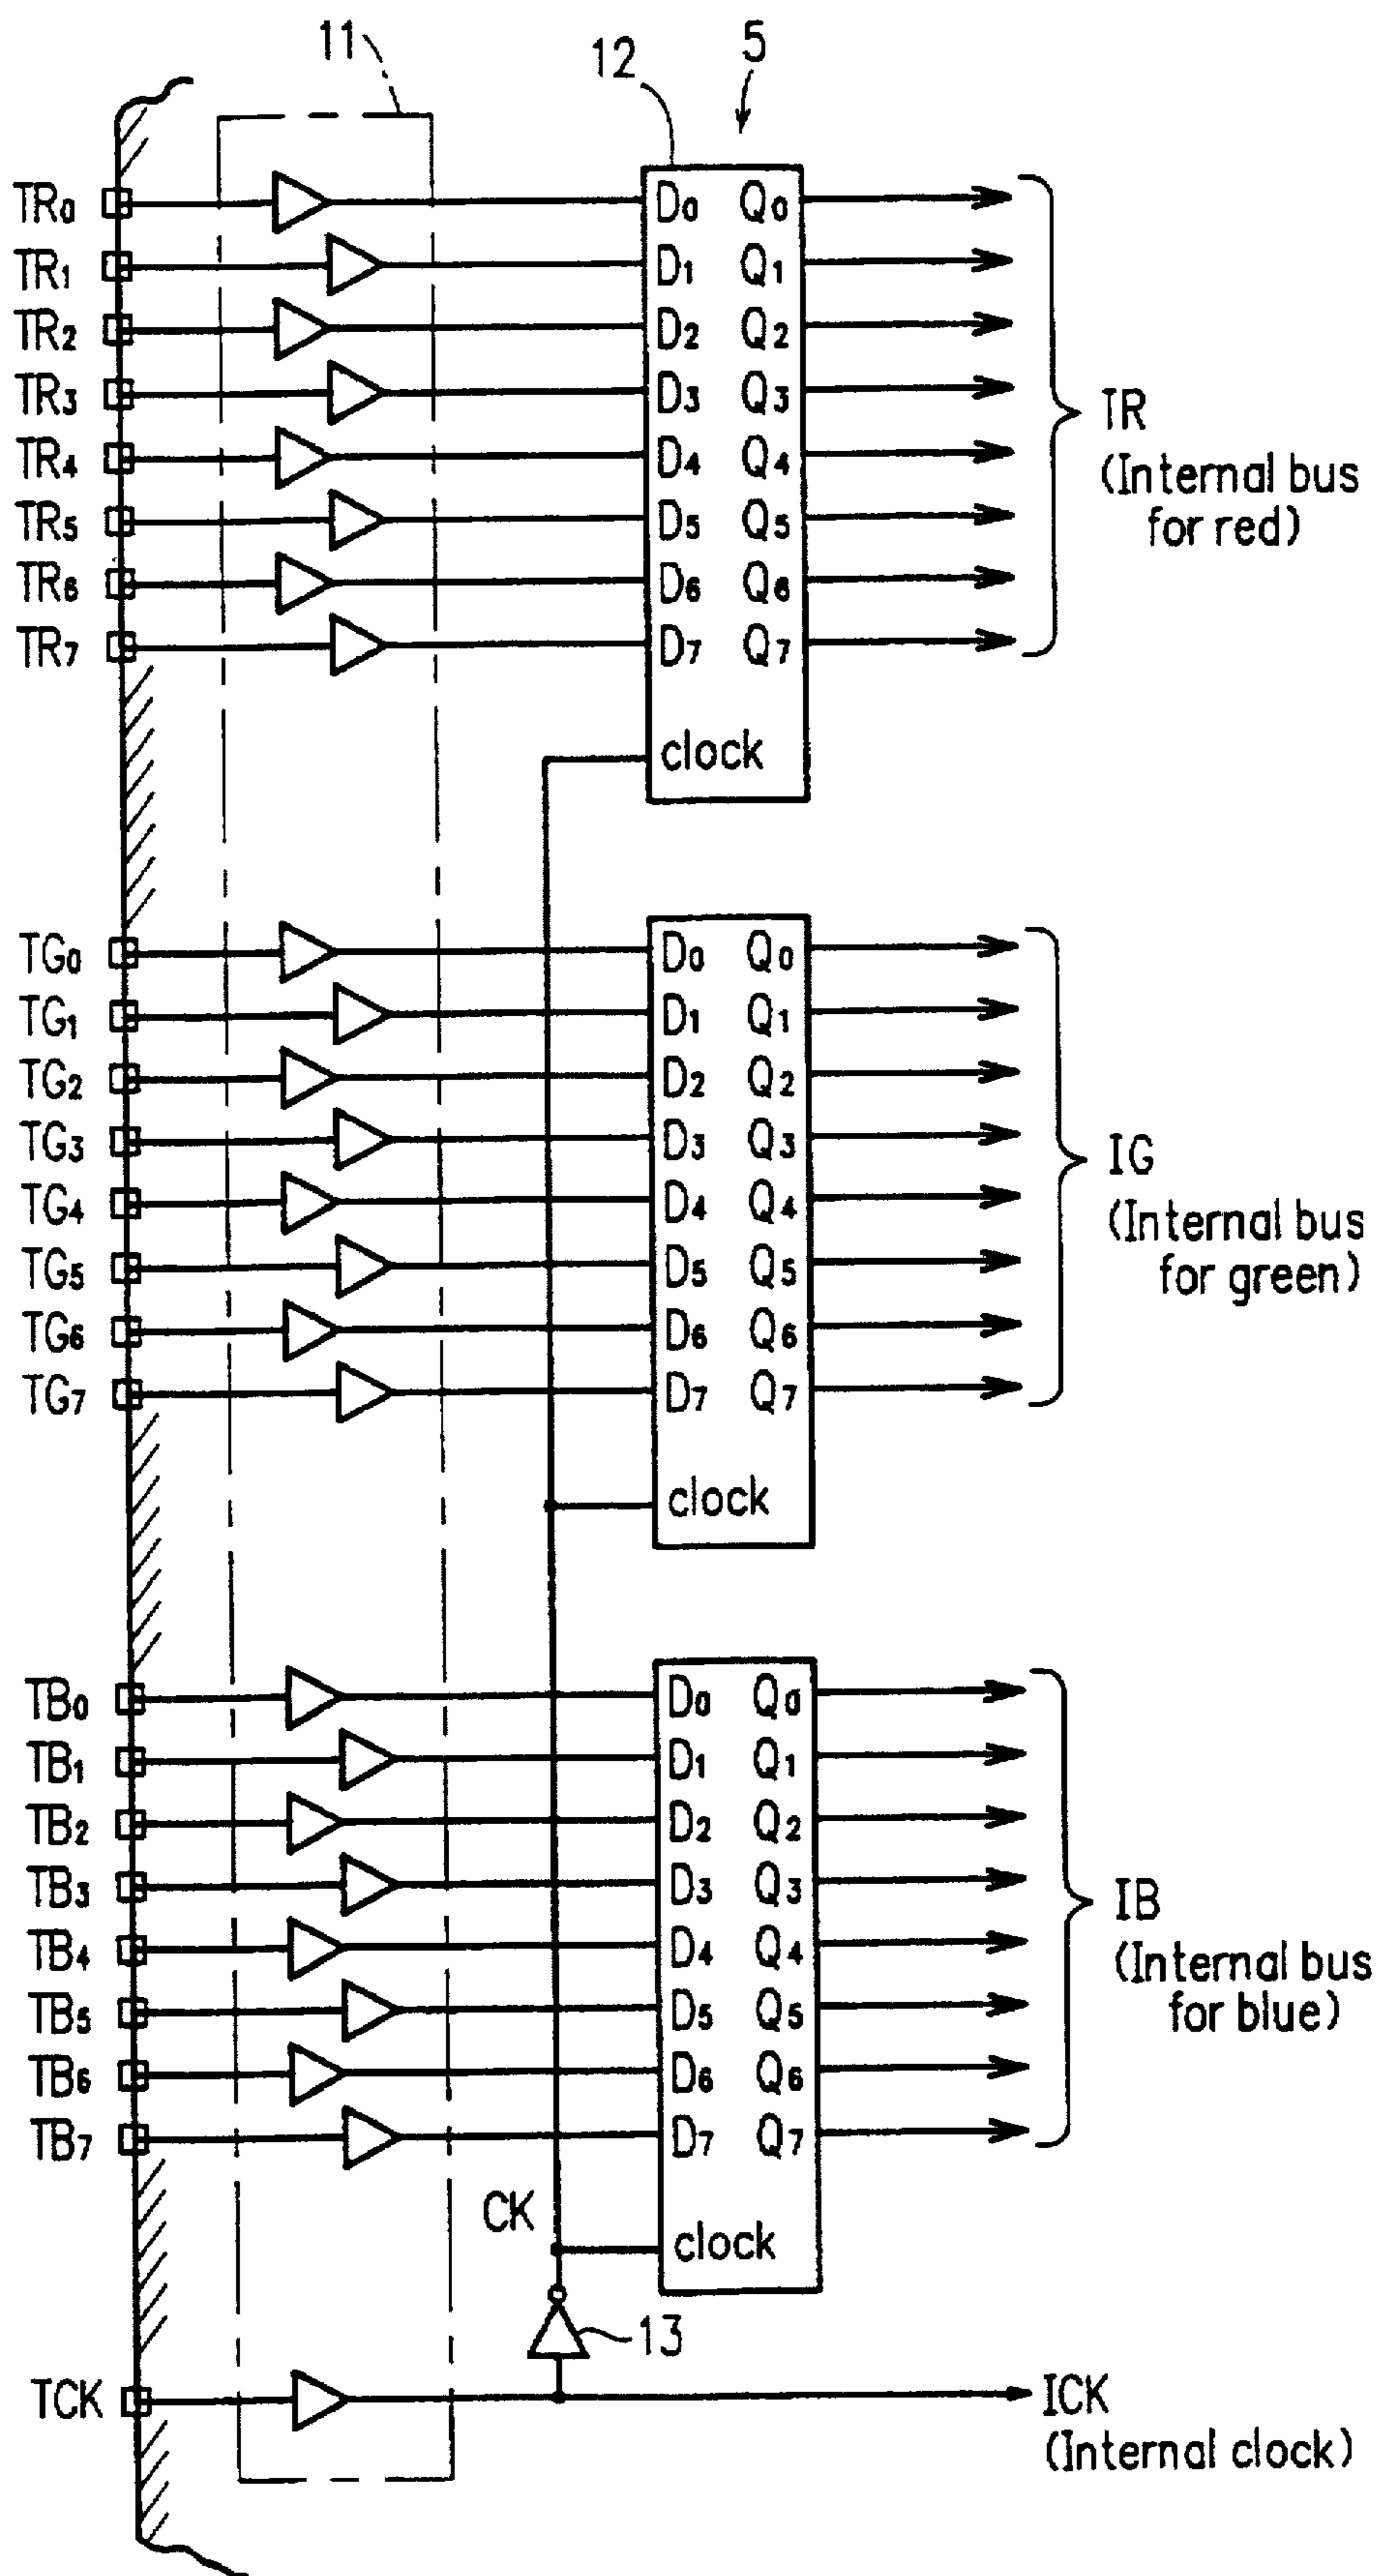 11 12 5
TR0 D0 Q0
TR1 D1 Q1
TR2 D2 Q2
TR3 D3 Q3
TR4 D4 Q4
TR5 D5 Q5
TR6 D6 Q6
TR7 D7 Q7
IR
(Internal bus
for red)
clock
TG0 D0 Q0
TG1 D1 Q1
TG2 D2 Q2
TG3 D3 Q3
TG4 D4 Q4
TG5 D5 Q5
TG6 D6 Q6
TG7 D7 Q7
IG
(Internal bus
for green)
clock
TB0 D0 Q0
TB1 D1 Q1
TB2 D2 Q2
TB3 D3 Q3
TB4 D4 Q4
TB5 D5 Q5
TB6 D6 Q6
TB7 D7 Q7
IB
(Internal bus
for blue)
CK
clock
13
TCK
ICK
(Internal clock)